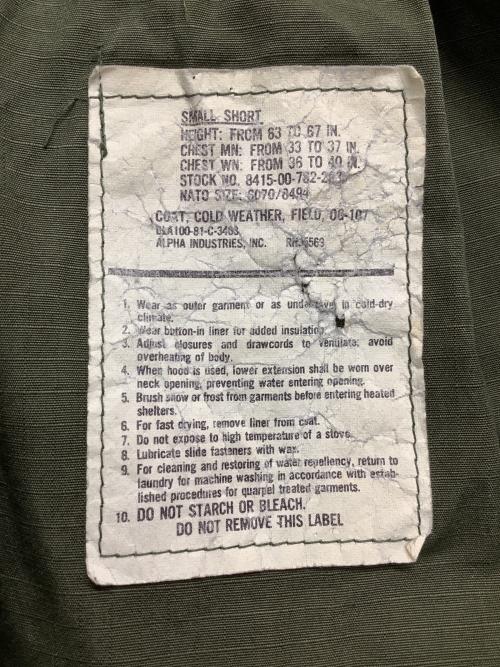 SMALL-SHORT
HEIGHT: FROM 63 TO 67 IN.
CHEST MN: FROM 33 TO 37 IN.
CHEST WN: FROM 36 TO 40 IN.
STOCK NO. 8415-00-782-
NATO SIZE: 6070/8494
COAT, COLD WEATHER, FIELD, OG-107
DLA100-81-C-
ALPHA INDUSTRIES, INC.
1. Wear as outer garment or as in cold-dry
climate.
2. Wear button-in liner for added insulation.
3. Adjust closures and drawcords to ventilate, avoid
overheating of body.
4. When hood is used, lower extension shall be worn over
neck opening, preventing water entering opening.
5. Brush snow or frost from garments before entering heated
shelters.
6. For fast drying, remove liner from coat.
7. Do not expose to high temperature of a stove.
8. Lubricate slide fasteners with wax.
9. For cleaning and restoring of water repellency, return to
laundry for machine washing in accordance with estab-
lished procedures for quarpel treated garments.
10. DO NOT STARCH OR BLEACH.
DO NOT REMOVE THIS LABEL